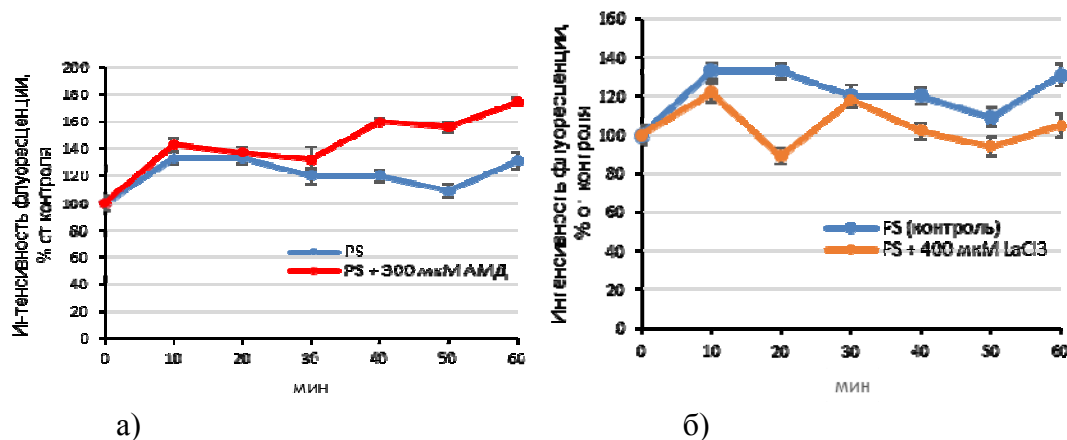 Интенсивность флуоресценции,
% от контроля
200
180
160
140
120
100
80
60
40
20
0
PS
PS + 300 мкМ АМД
0 10 20 30 40 50 60
мин
а)
Интенсивность флуоресценции,
% от контроля
160
140
120
100
80
60
40
20
0
PS (контроль)
PS + 400 мкМ LaCl3
0 10 20 30 40 50 60
мин
б)